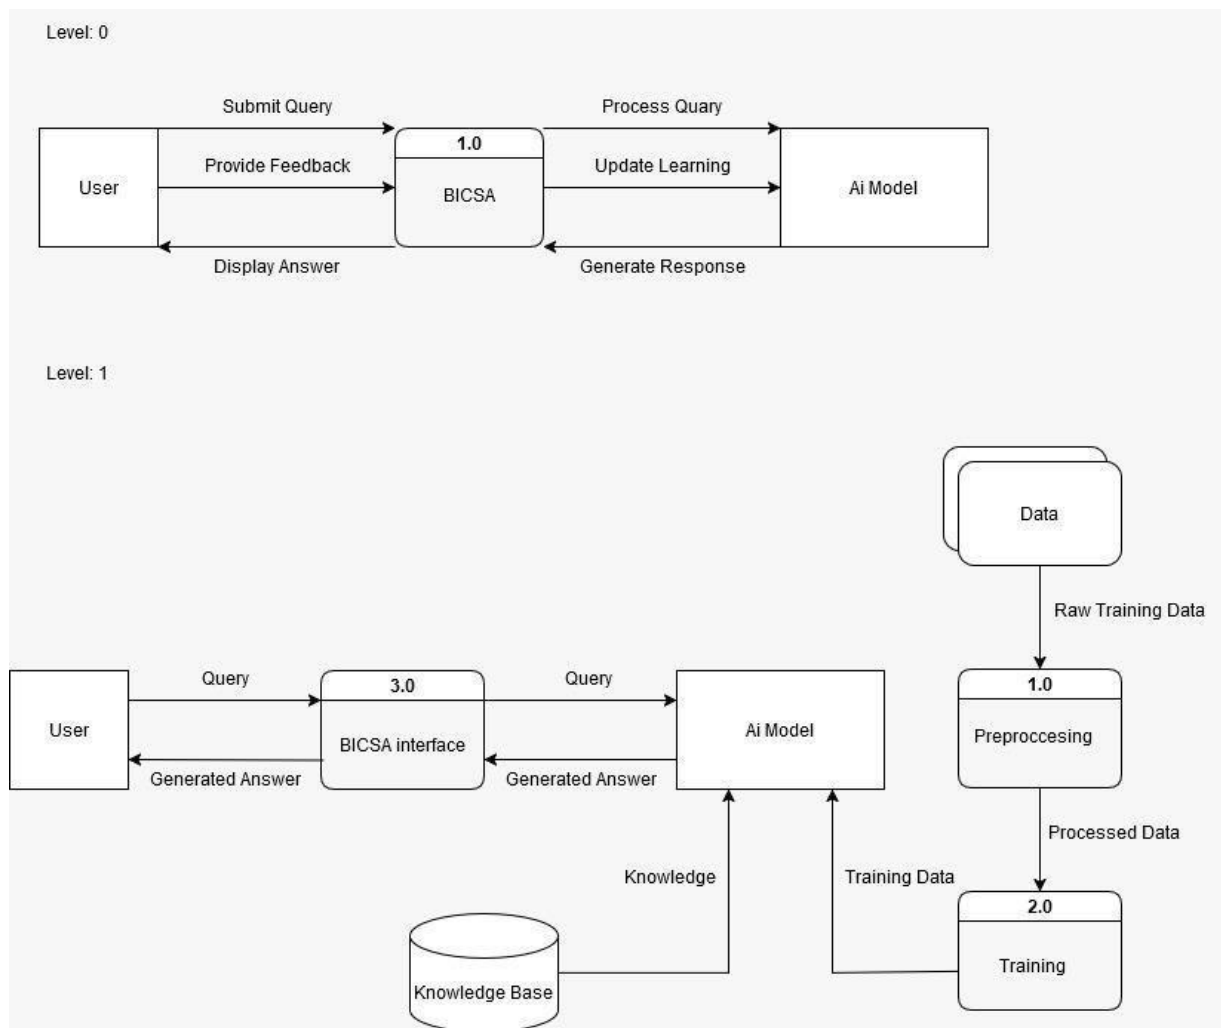 Level: 0
Submit Query
Process Quary
User
Provide Feedback
1.0
BICSA
Update Learning
Ai Model
Display Answer
Generate Response
Level: 1
Data
Raw Training Data
User
Query
3.0
BICSA interface
Query
Ai Model
1.0
Preproccesing
Generated Answer
Generated Answer
Processed Data
Knowledge
Training Data
2.0
Training
Knowledge Base